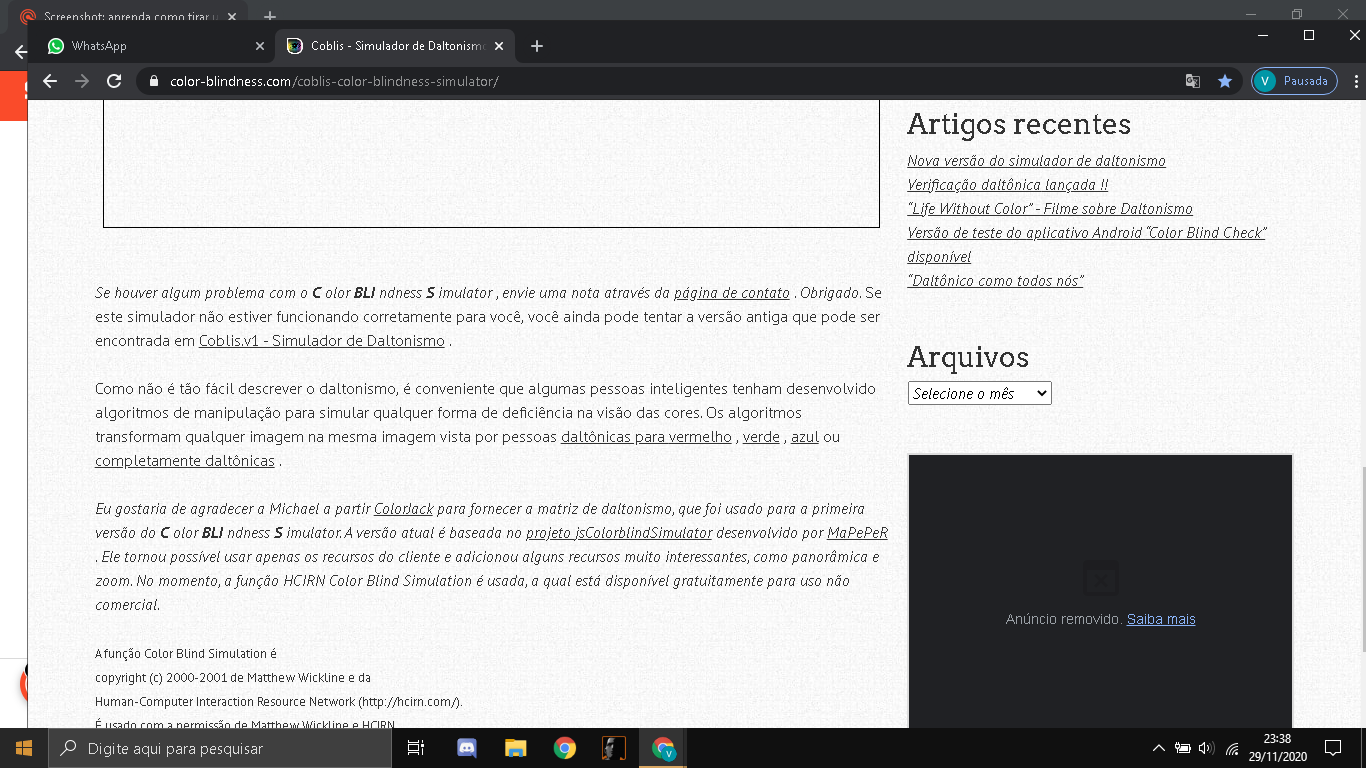 Screenshot: aprenda como tirar u
WhatsApp
Coblis - Simulador de Daltonismo
color-blindness.com/coblis-color-blindness-simulator/
V Pausada
Artigos recentes
Nova versão do simulador de daltonismo
Verificação daltônica lançada !!
“Life Without Color” - Filme sobre Daltonismo
Versão de teste do aplicativo Android “Color Blind Check”
disponível
“Daltônico como todos nós”
Se houver algum problema com o C olor BLI ndness S imulator , envie uma nota através da página de contato . Obrigado. Se
este simulador não estiver funcionando corretamente para você, você ainda pode tentar a versão antiga que pode ser
encontrada em Coblis.v1 - Simulador de Daltonismo .
Arquivos
Selecione o mês
Como não é tão fácil descrever o daltonismo, é conveniente que algumas pessoas inteligentes tenham desenvolvido
algoritmos de manipulação para simular qualquer forma de deficiência na visão das cores. Os algoritmos
transformam qualquer imagem na mesma imagem vista por pessoas daltônicas para vermelho , verde , azul ou
completamente daltônicas .
Eu gostaria de agradecer a Michael a partir ColorJack para fornecer a matriz de daltonismo, que foi usado para a primeira
versão do C olor BLI ndness S imulator. A versão atual é baseada no projeto jsColorblindSimulator desenvolvido por MaPePeR
. Ele tornou possível usar apenas os recursos do cliente e adicionou alguns recursos muito interessantes, como panorâmica e
zoom. No momento, a função HCIRN Color Blind Simulation é usada, a qual está disponível gratuitamente para uso não
comercial.
Anúncio removido. Saiba mais
A função Color Blind Simulation é
copyright (c) 2000-2001 de Matthew Wickline e da
Human-Computer Interaction Resource Network (http://hcirn.com/).
É usado com a permissão de Matthew Wickline e HCIRN
Digite aqui para pesquisar
V
23:38
29/11/2020